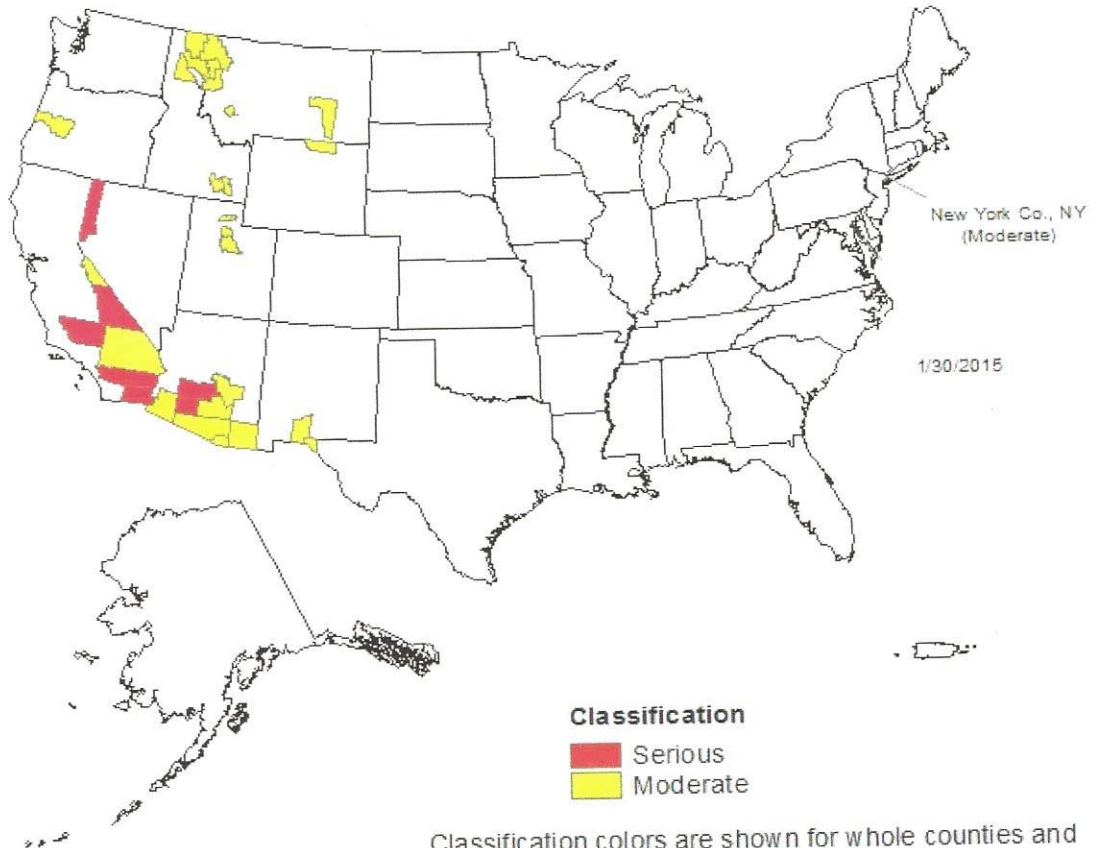 New York Co., NY
(Moderate)
1/30/2015
Classification
Serious
Moderate
Classification colors are shown for whole counties and